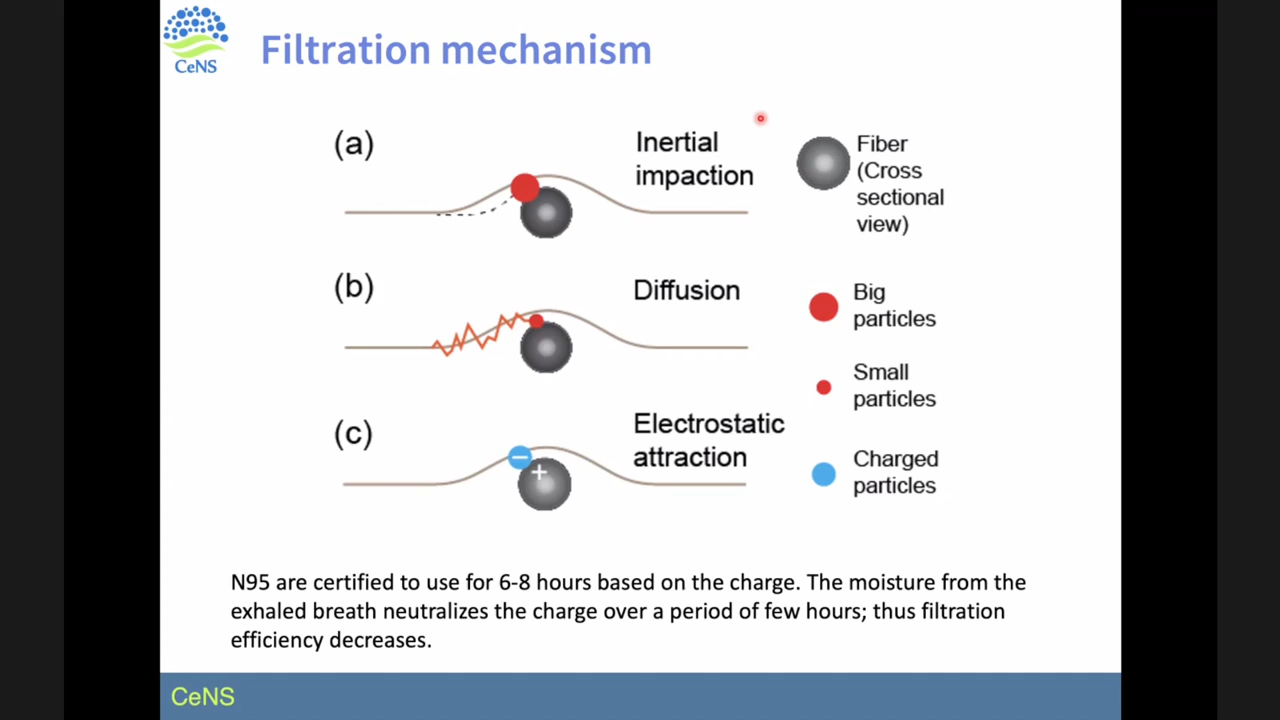 CeNS
Filtration mechanism
(a)
Inertial
impaction
Fiber
(Cross
sectional
view)
(b)
Diffusion
Big
particles
Small
particles
(c)
Electrostatic
attraction
− +
Charged
particles
N95 are certified to use for 6-8 hours based on the charge. The moisture from the
exhaled breath neutralizes the charge over a period of few hours; thus filtration
efficiency decreases.
CeNS